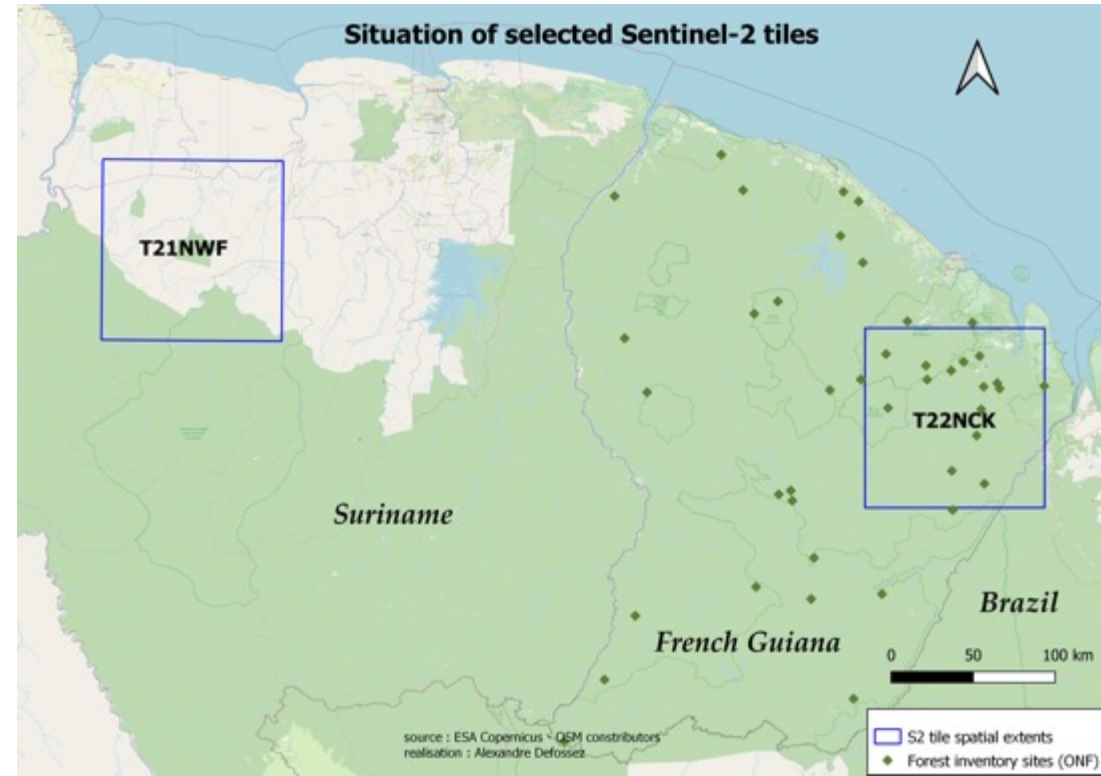 Situation of selected Sentinel-2 tiles
T21NWF
T22NCK
Suriname
Brazil
French Guiana
0 50 100 km
source : ESA Copernicus - OSM constributors
realisation : Alexandre Defossez
S2 tile spatial extents
Forest inventory sites (ONF)